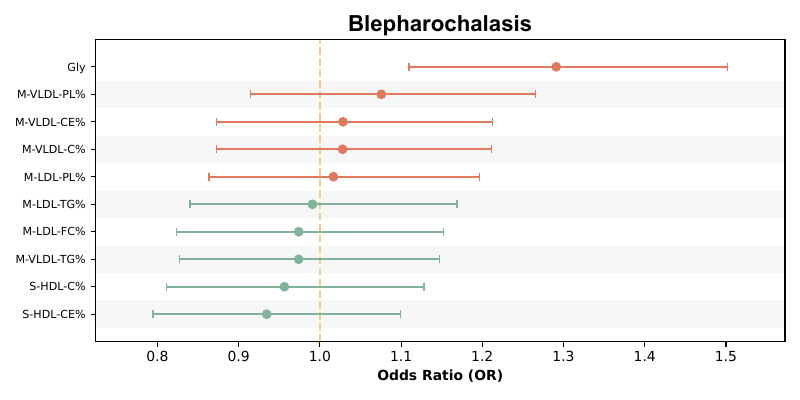 Blepharochalasis
Gly
M-VLDL-PL%
M-VLDL-CE%
M-VLDL-C%
M-LDL-PL%
M-LDL-TG%
M-LDL-FC%
M-VLDL-TG%
S-HDL-C%
S-HDL-CE%
0.8 0.9 1.0 1.1 1.2 1.3 1.4 1.5
Odds Ratio (OR)